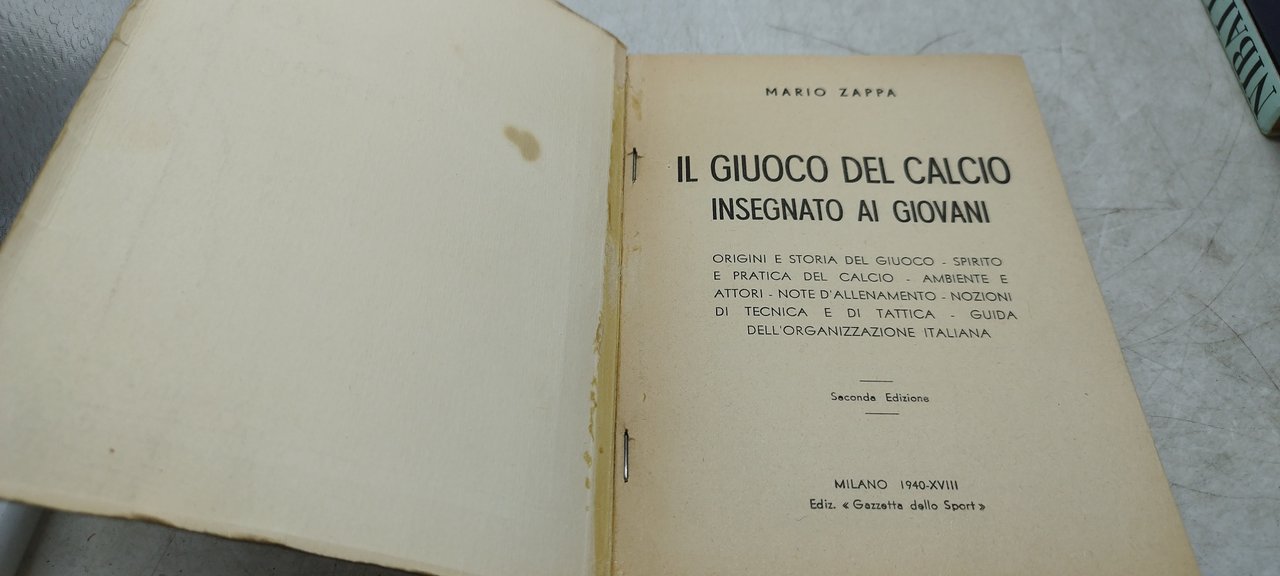 MARIO ZAPPA
IL GIUOCO DEL CALCIO
INSEGNATO AI GIOVANI
ORIGINI E STORIA DEL GIUOCO - SPIRITO
E PRATICA DEL CALCIO - AMBIENTE E
ATTORI - NOTE D'ALLENAMENTO - NOZIONI
DI TECNICA E DI TATTICA - GUIDA
DELL'ORGANIZZAZIONE ITALIANA
Seconda Edizione
MILANO 1940-XVIII
Ediz. « Gazzetta dello Sport »